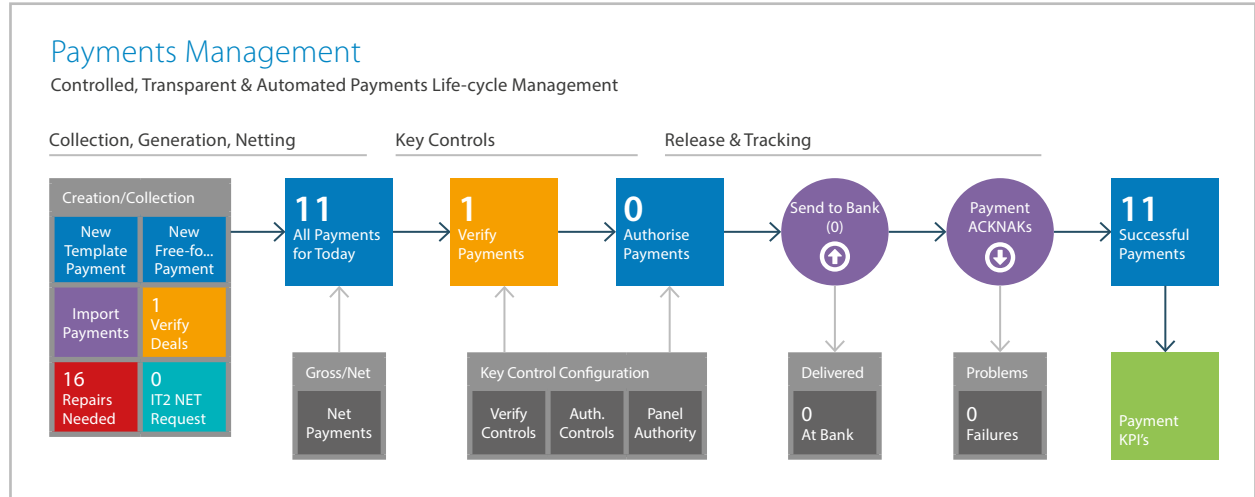 Payments Management
Controlled, Transparent & Automated Payments Life-cycle Management
Collection, Generation, Netting
Key Controls
Release & Tracking
Creation/Collection
New
Template
Payment
New
Free-fo...
Payment
Import
Payments
1
Verify
Deals
16
Repairs
Needed
0
IT2 NET
Request
11
All Payments
for Today
Gross/Net
Net
Payments
1
Verify
Payments
0
Authorise
Payments
Key Control Configuration
Verify
Controls
Auth.
Controls
Panel
Authority
Send to Bank
(0)
Delivered
0
At Bank
Payment
ACKNAKs
Problems
0
Failures
11
Successful
Payments
Payment
KPI's